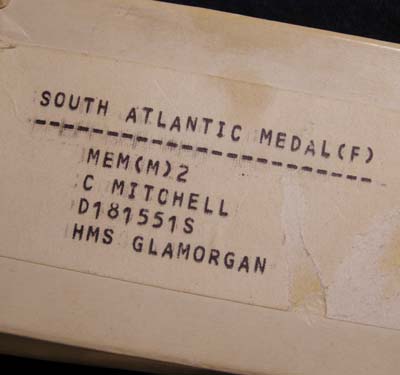 SOUTH ATLANTIC MEDAL(F)
-----------------------------
MEM(M)2
C MITCHELL
D181551S
HMS GLAMORGAN